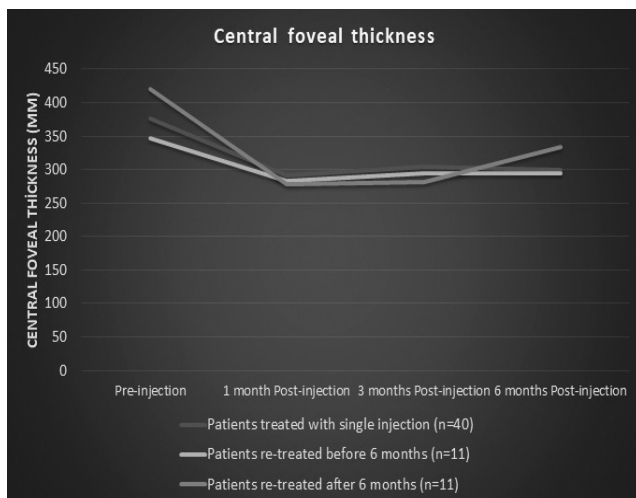 Central foveal thickness
CENTRAL FOVEAL THİCKNESS (MM)
450
400
350
300
250
200
150
100
50
0
Pre-injection 1 month Post-injection 3 months Post-injection 6 months Post-injection
Patients treated with single injection (n=40)
Patients re-treated before 6 months (n=11)
Patients re-treated after 6 months (n=11)